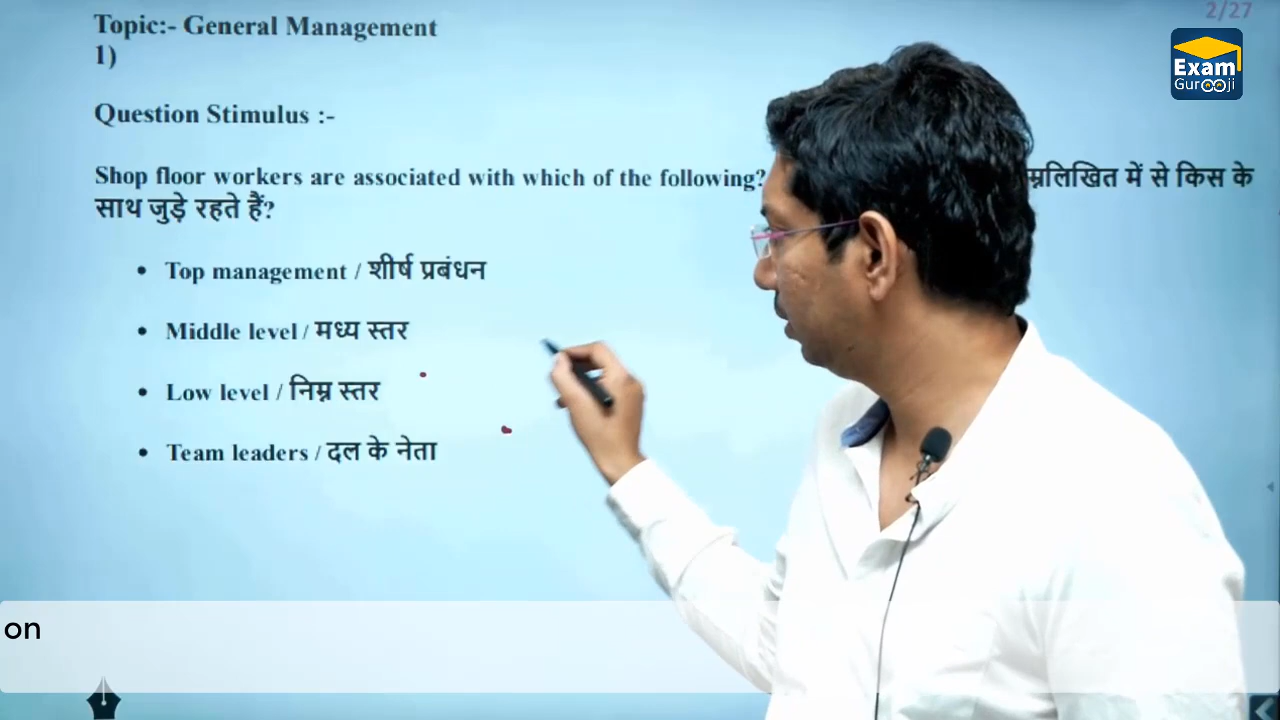 2/27
Topic:- General Management
1)
Exam
Gurooji
Question Stimulus :-
Shop floor workers are associated with which of the following? में से किस के
साथ जुड़े रहते हैं?
• Top management / शीर्ष प्रबंधन
• Middle level / मध्य स्तर
• Low level / निम्न स्तर
• Team leaders / दल के नेता
on